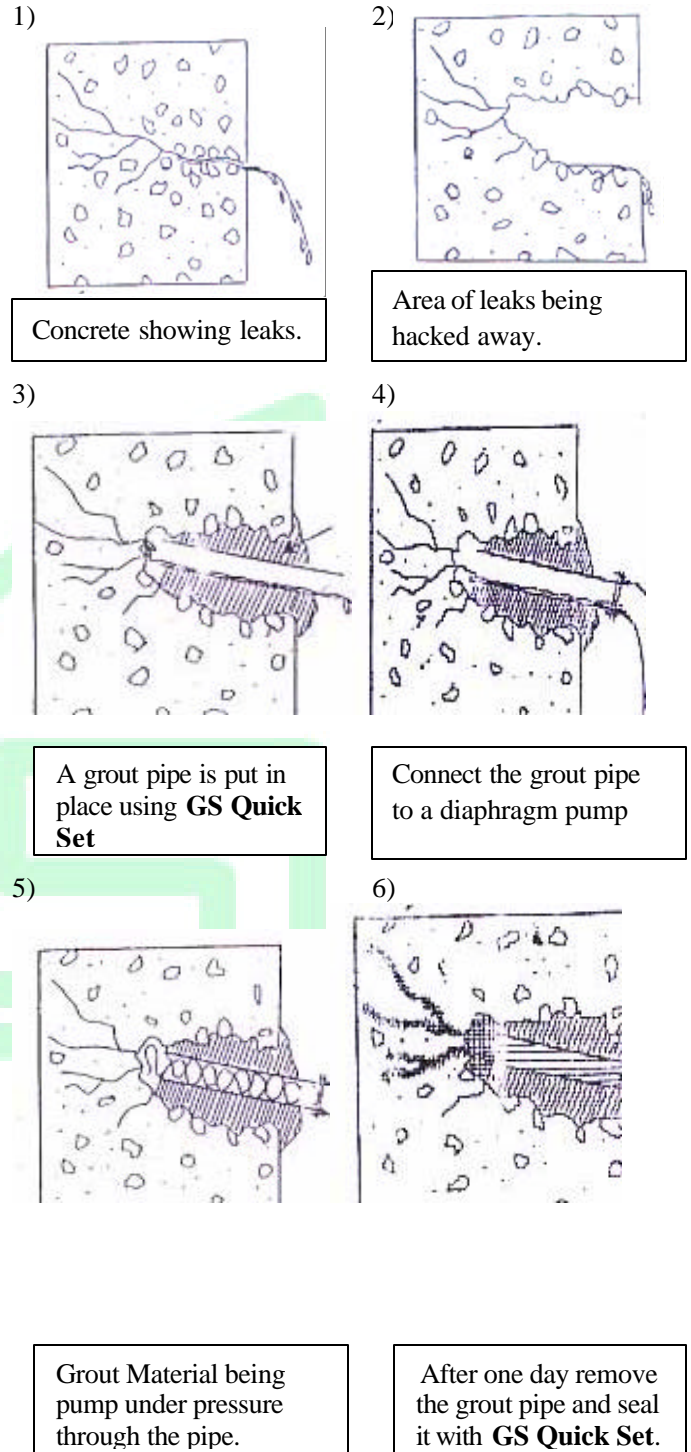 1)
2)
Concrete showing leaks.
Area of leaks being
hacked away.
3)
4)
A grout pipe is put in
place using GS Quick
Set
Connect the grout pipe
to a diaphragm pump
5)
6)
Grout Material being
pump under pressure
through the pipe.
After one day remove
the grout pipe and seal
it with GS Quick Set.